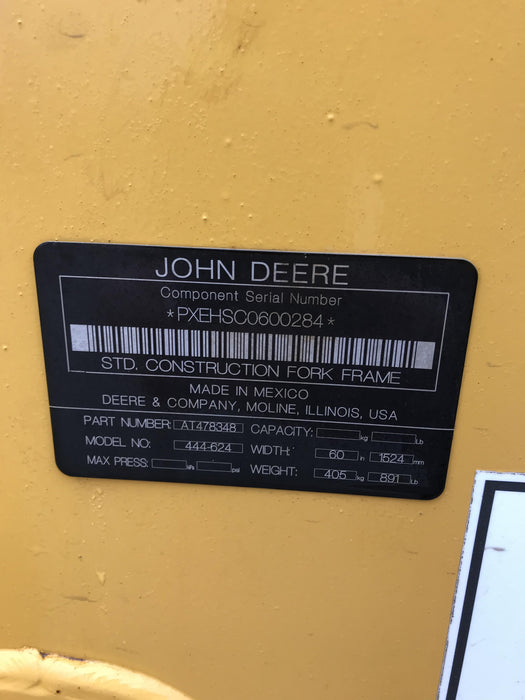 JOHN DEERE
Component Serial Number
*PXEHSC0600284*
STD. CONSTRUCTION FORK FRAME
MADE IN MEXICO
DEERE & COMPANY, MOLINE, ILLINOIS, USA
PART NUMBER: AT478348 CAPACITY: kg Lb
MODEL NO: 444-624 WIDTH: 60 in 1524 mm
MAX PRESS: kPa psi WEIGHT: 405 kg 891 Lb